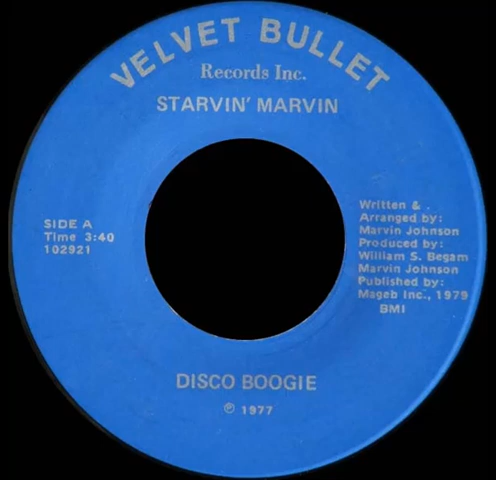 VELVET BULLET
Records Inc.
STARVIN' MARVIN
SIDE A
Time 3:40
102921
Written & .
Arranged by:
Marvin Johnson
Produced by:
William S. Begam
Marvin Johnson
Published by:
Mageb Inc., 1979
BMI
DISCO BOOGIE
℗ 1977